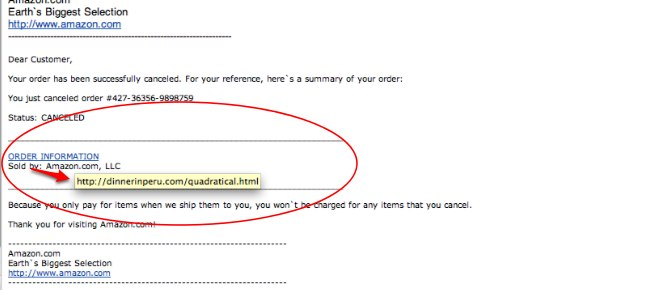 Amazon.com
Earth`s Biggest Selection
http://www.amazon.com
------------------------------------------------------------------------
Dear Customer,
Your order has been successfully canceled. For your reference, here`s a summary of your order:
You just canceled order #427-36356-9898759
Status: CANCELED
ORDER INFORMATION
Sold by: Amazon.com, LLC
http://dinnerinperu.com/quadratical.html
Because you only pay for items when we ship them to you, you won`t be charged for any items that you cancel.
Thank you for visiting Amazon.com!
------------------------------------------------------------------------
Amazon.com
Earth`s Biggest Selection
http://www.amazon.com
------------------------------------------------------------------------